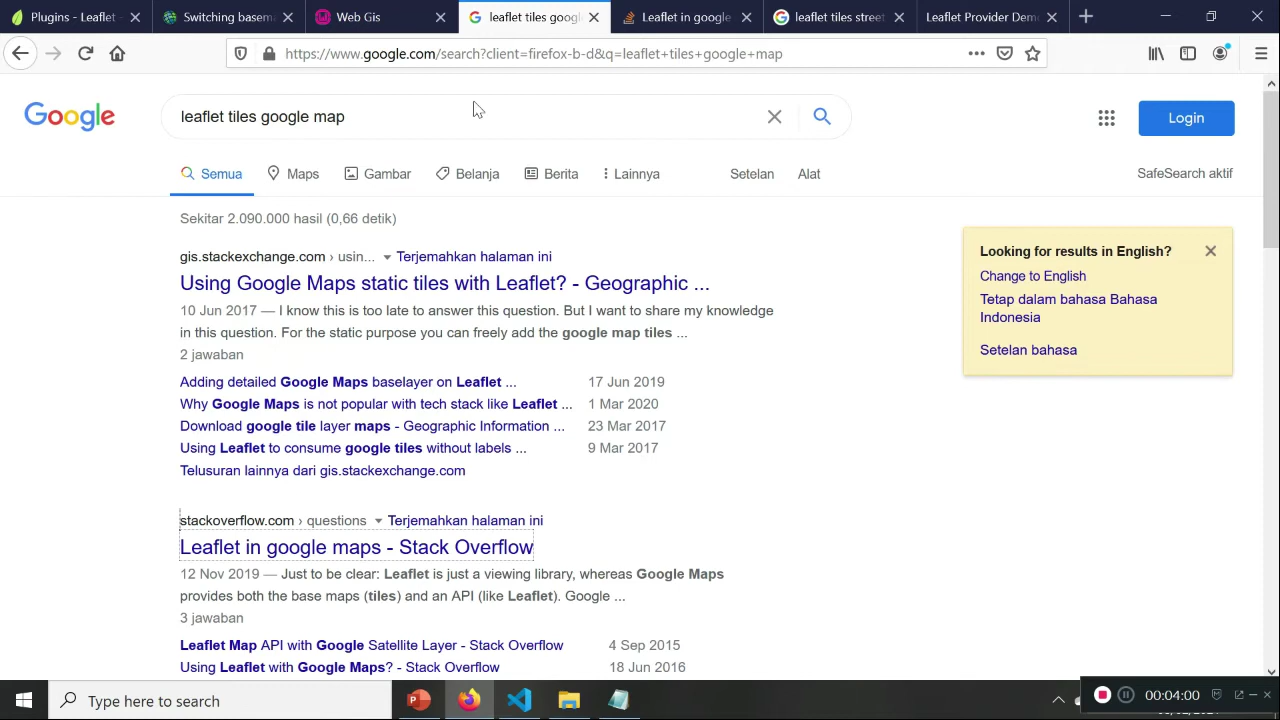 Plugins - Leaflet -
Switching basem
Web Gis
leaflet tiles goog
Leaflet in google
leaflet tiles street
Leaflet Provider Dem
https://www.google.com/search?client=firefox-b-d&q=leaflet+tiles+google+map
Google
leaflet tiles google map
Login
Semua
Maps
Gambar
Belanja
Berita
Lainnya
Setelan
Alat
SafeSearch aktif
Sekitar 2.090.000 hasil (0,66 detik)
gis.stackexchange.com › usin... Terjemahkan halaman ini
Using Google Maps static tiles with Leaflet? - Geographic ...
10 Jun 2017 — I know this is too late to answer this question. But I want to share my knowledge
in this question. For the static purpose you can freely add the google map tiles ...
2 jawaban
Adding detailed Google Maps baselayer on Leaflet ... 17 Jun 2019
Why Google Maps is not popular with tech stack like Leaflet ... 1 Mar 2020
Download google tile layer maps - Geographic Information ... 23 Mar 2017
Using Leaflet to consume google tiles without labels ... 9 Mar 2017
Telusuran lainnya dari gis.stackexchange.com
stackoverflow.com › questions Terjemahkan halaman ini
Leaflet in google maps - Stack Overflow
12 Nov 2019 — Just to be clear: Leaflet is just a viewing library, whereas Google Maps
provides both the base maps (tiles) and an API (like Leaflet). Google ...
3 jawaban
Leaflet Map API with Google Satellite Layer - Stack Overflow 4 Sep 2015
Using Leaflet with Google Maps? - Stack Overflow 18 Jun 2016
Looking for results in English?
Change to English
Tetap dalam bahasa Bahasa
Indonesia
Setelan bahasa
Type here to search
00:04:00